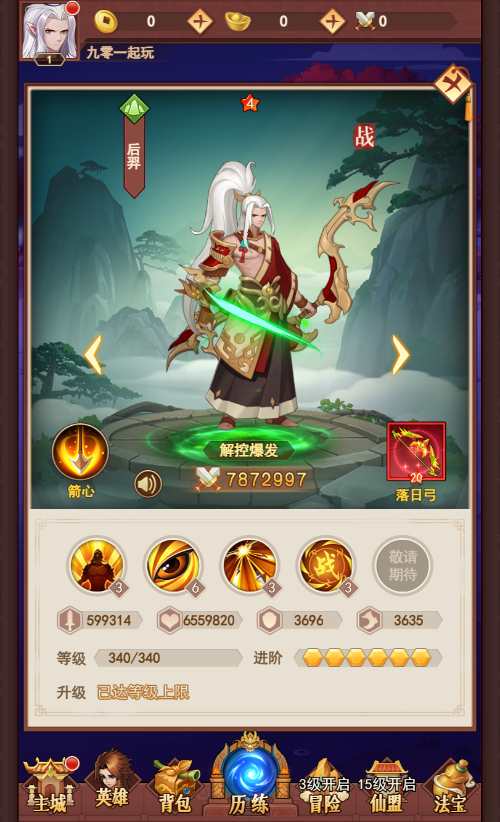 0
0
0
1
九零一起玩
4
后羿
战
解控爆发
7872997
箭心
20
落日弓
3
6
3
战
3
敬请
期待
599314
6559820
3696
3635
等级
340/340
进阶
升级
已达等级上限
主城
英雄
背包
历练
3级开启
冒险
15级开启
仙盟
法宝